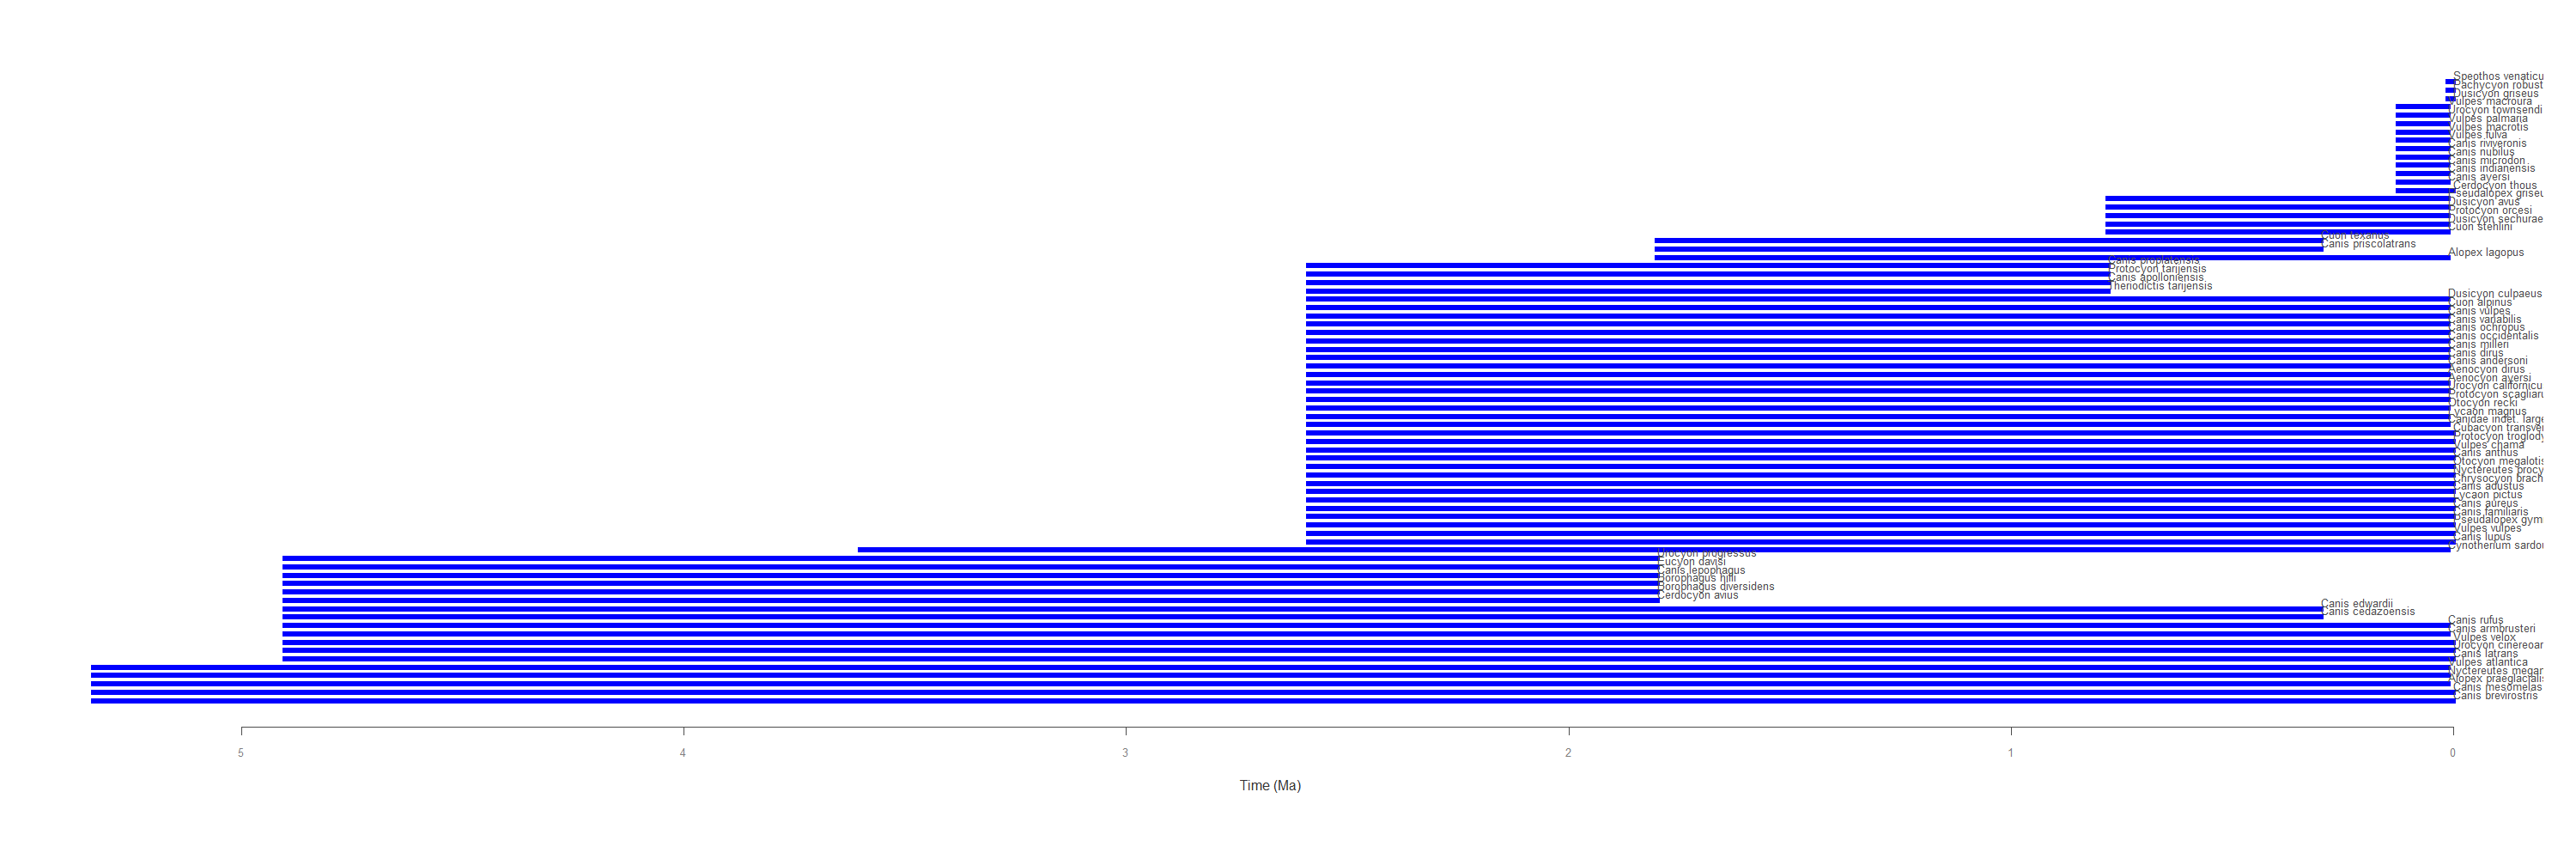 Speothos venaticu
Pachycyon robust
Dusicyon griseus
Vulpes macroura
Urocyon townsendi
Vulpes palmaria
Vulpes macrotis
Vulpes fulva
Canis riviveronis
Canis nubilus
Canis microdon
Canis indianensis
Canis ayersi
Cerdocyon thous
Pseudalopex griseu
Dusicyon avus
Protocyon orcesi
Dusicyon sechurae
Cuon stehlini
Cuon texanus
Canis priscolatrans
Alopex lagopus
Canis proplatensis
Protocyon tarijensis
Canis apolloniensis
Theriodictis tarijensis
Dusicyon culpaeus
Cuon alpinus
Canis vulpes
Canis variabilis
Canis ochropus
Canis occidentalis
Canis milleri
Canis dirus
Canis andersoni
Aenocyon dirus
Aenocyon ayersi
Urocyon californicu
Protocyon scagliaru
Otocyon recki
Lycaon magnus
Canidae indet. large
Cubacyon transve
Protocyon troglody
Vulpes chama
Canis anthus
Otocyon megalotis
Nyctereutes procy
Chrysocyon brach
Canis adustus
Lycaon pictus
Canis aureus
Canis familiaris
Pseudalopex gym
Vulpes vulpes
Canis lupus
Cynotherium sardou
Urocyon progressus
Eucyon davisi
Canis lepophagus
Borophagus hilli
Borophagus diversidens
Cerdocyon avius
Canis edwardii
Canis cedazoensis
Canis rufus
Canis armbrusteri
Vulpes velox
Urocyon cinereoar
Canis latrans
Vulpes atlantica
Nyctereutes megar
Alopex praeglacialis
Canis mesomelas
Canis brevirostris
5 4 3 2 1 0
Time (Ma)